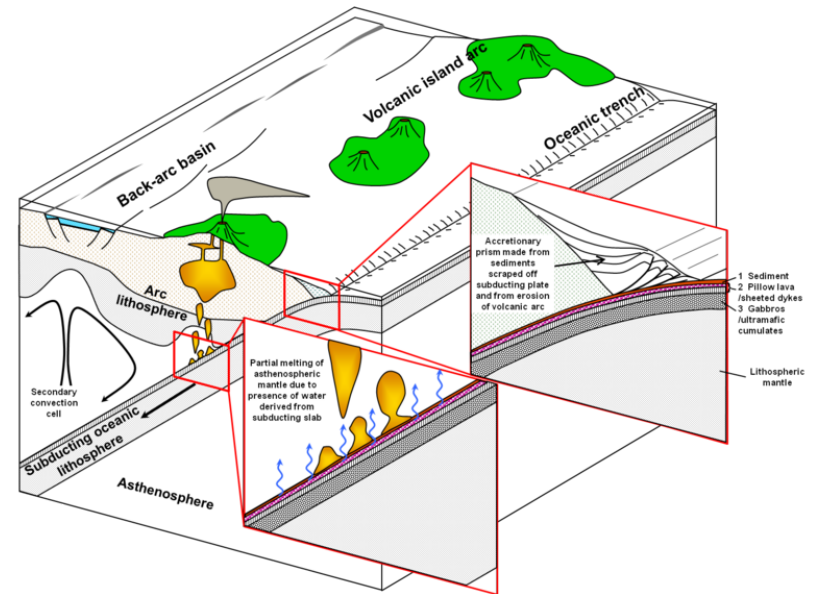 Volcanic island arc
Oceanic trench
Back-arc basin
Accretionary
prism made from
sediments
scraped off
subducting plate
and from erosion
of volcanic arc
1 Sediment
2 Pillow lava
/sheeted dykes
3 Gabbros
/ultramafic
cumulates
Lithospheric
mantle
Arc
lithosphere
Partial melting of
asthenospheric
mantle due to
presence of water
derived from
subducting slab
Secondary
convection
cell
Subducting oceanic
lithosphere
Asthenosphere